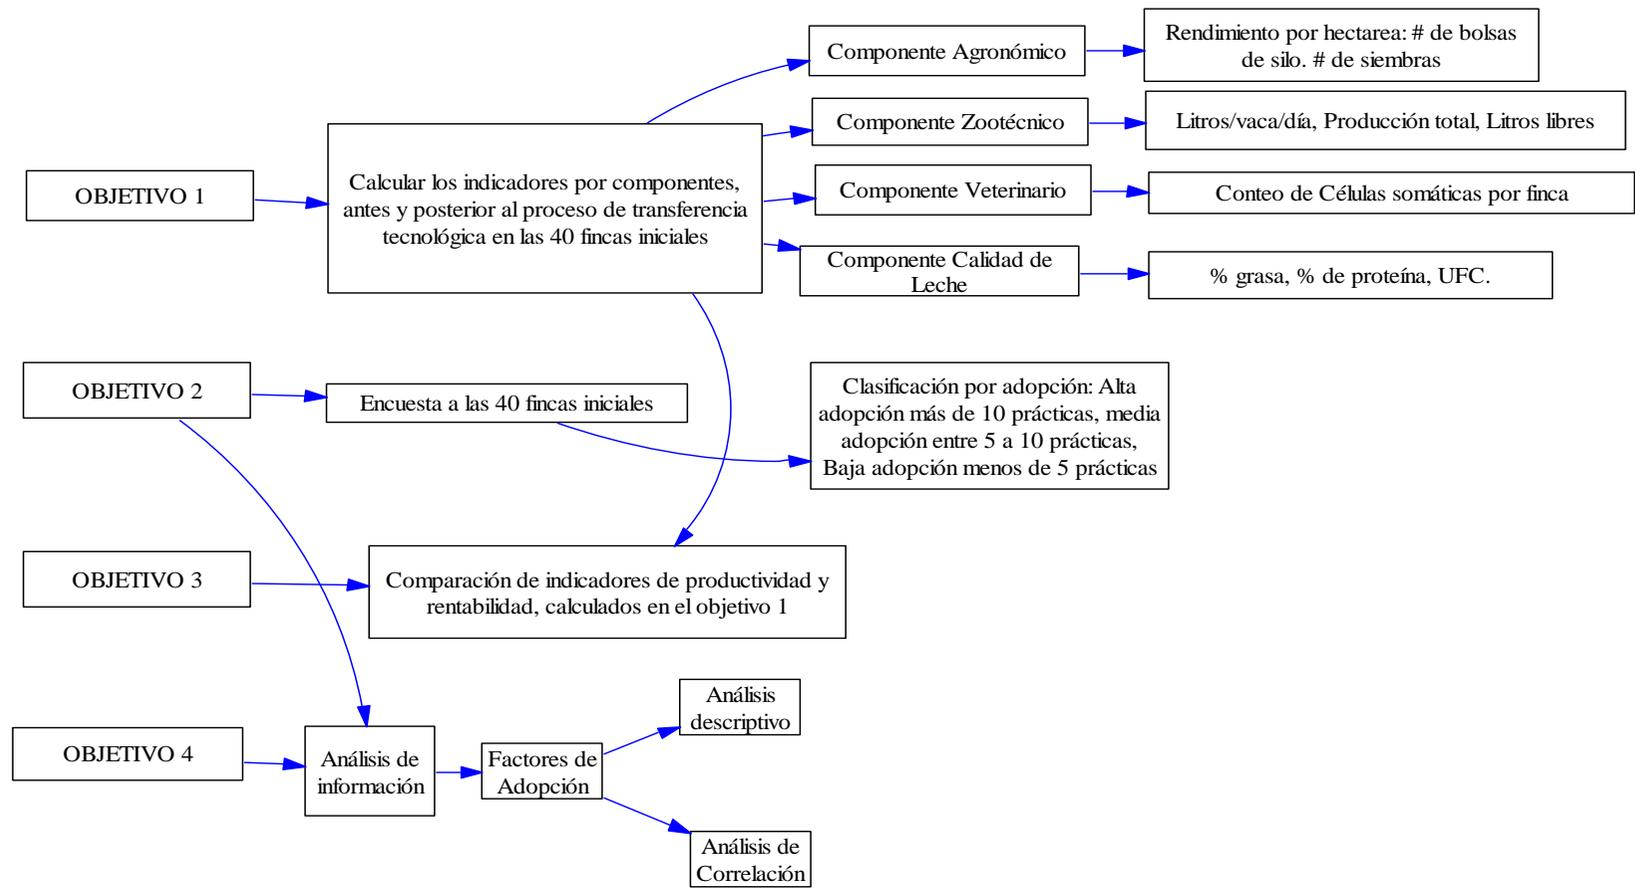 OBJETIVO 1
Calcular los indicadores por componentes,
antes y posterior al proceso de transferencia
tecnológica en las 40 fincas iniciales
Componente Agronómico
Rendimiento por hectarea: # de bolsas
de silo. # de siembras
Componente Zootécnico
Litros/vaca/día, Producción total, Litros libres
Componente Veterinario
Conteo de Células somáticas por finca
Componente Calidad de
Leche
% grasa, % de proteína, UFC.
OBJETIVO 2
Encuesta a las 40 fincas iniciales
Clasificación por adopción: Alta
adopción más de 10 prácticas, media
adopción entre 5 a 10 prácticas,
Baja adopción menos de 5 prácticas
OBJETIVO 3
Comparación de indicadores de productividad y
rentabilidad, calculados en el objetivo 1
OBJETIVO 4
Análisis de
información
Factores de
Adopción
Análisis
descriptivo
Análisis de
Correlación